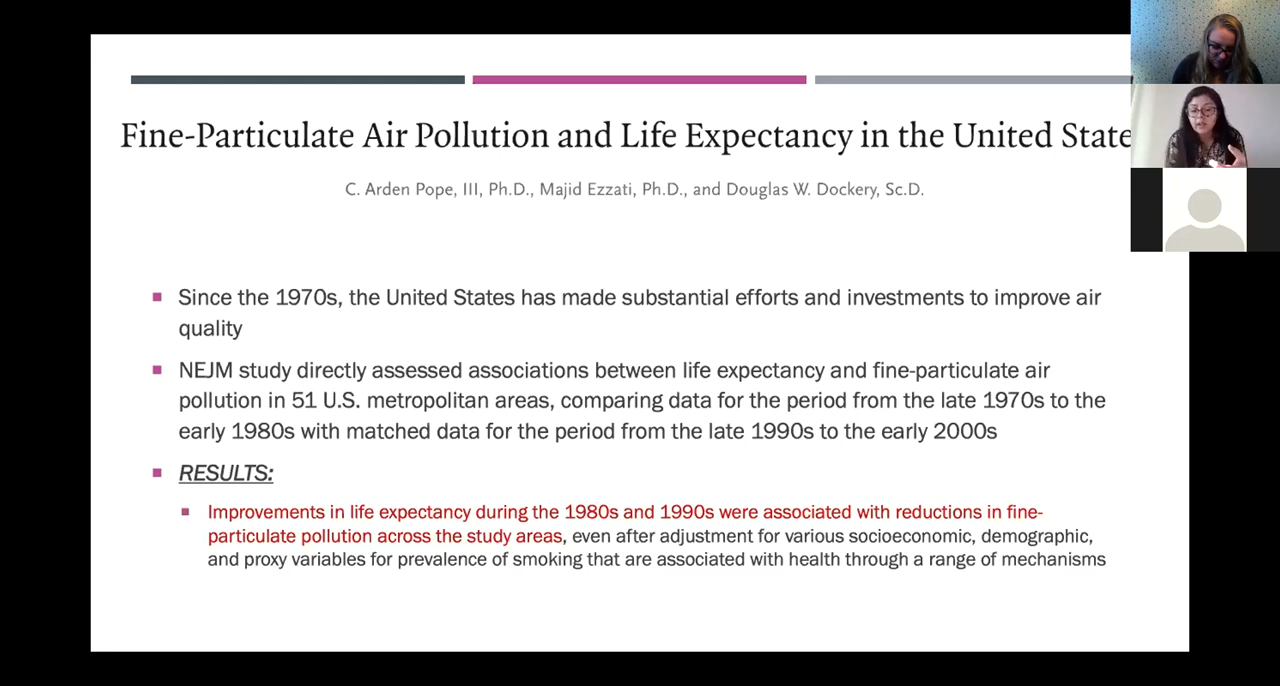 Fine-Particulate Air Pollution and Life Expectancy in the United State
C. Arden Pope, III, Ph.D., Majid Ezzati, Ph.D., and Douglas W. Dockery, Sc.D.
Since the 1970s, the United States has made substantial efforts and investments to improve air
quality
NEJM study directly assessed associations between life expectancy and fine-particulate air
pollution in 51 U.S. metropolitan areas, comparing data for the period from the late 1970s to the
early 1980s with matched data for the period from the late 1990s to the early 2000s
RESULTS:
Improvements in life expectancy during the 1980s and 1990s were associated with reductions in fine-
particulate pollution across the study areas, even after adjustment for various socioeconomic, demographic,
and proxy variables for prevalence of smoking that are associated with health through a range of mechanisms